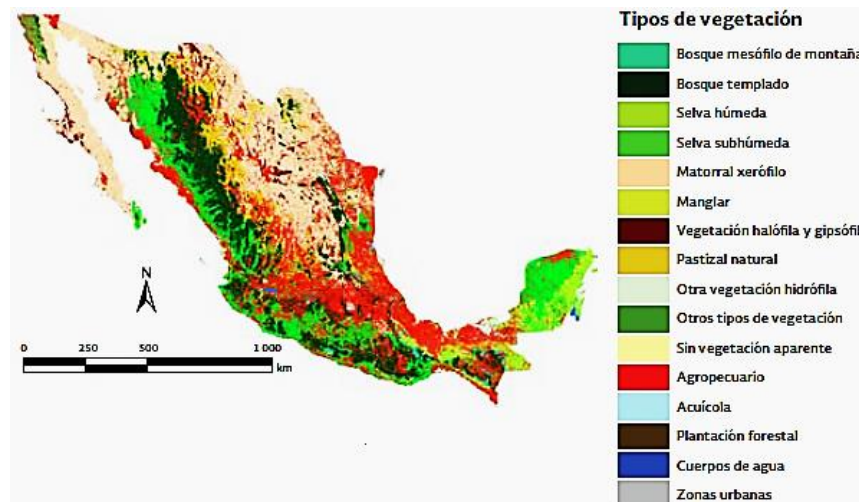 Tipos de vegetación
Bosque mesófilo de montaña
Bosque templado
Selva húmeda
Selva subhúmeda
Matorral xerófilo
Manglar
Vegetación halófila y gipsófil
Pastizal natural
Otra vegetación hidrófila
Otros tipos de vegetación
Sin vegetación aparente
Agropecuario
Acuícola
Plantación forestal
Cuerpos de agua
Zonas urbanas
N
0 250 500 1 000
km